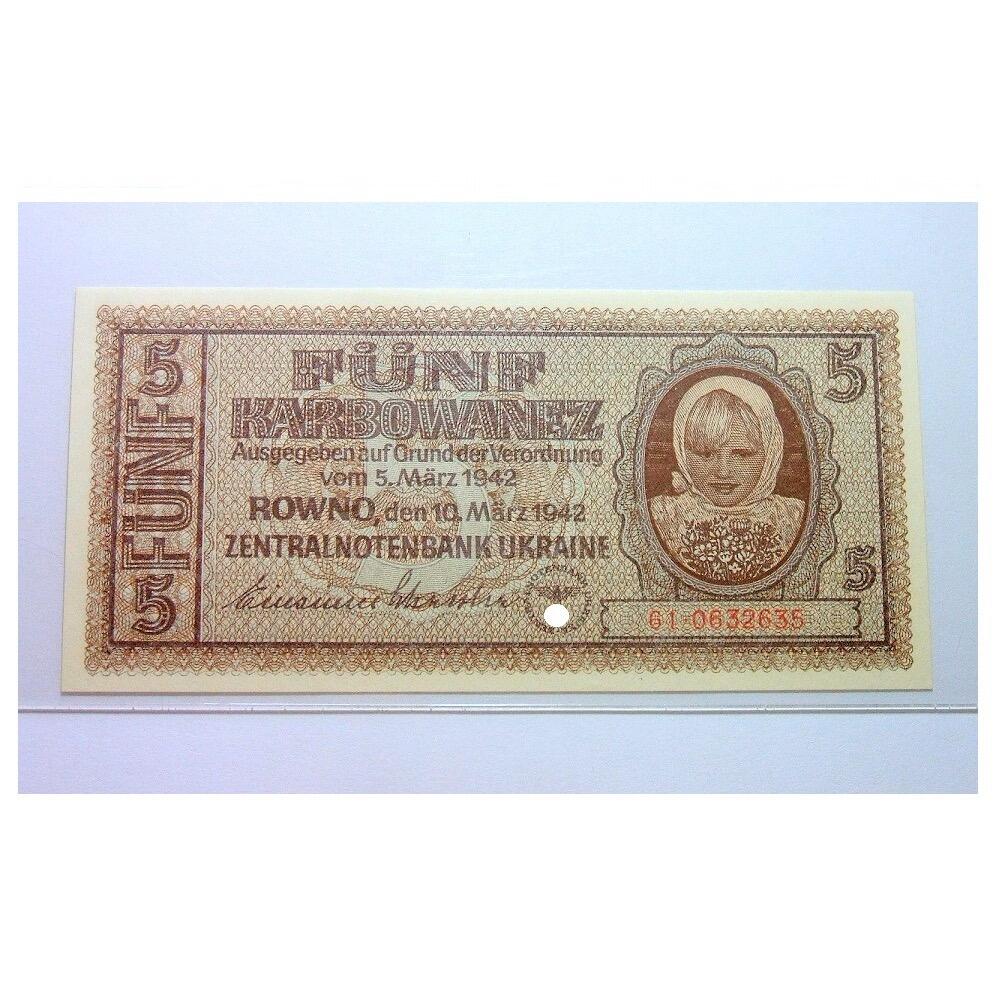 5 FÜNF 5
FÜNF
KARBOWANEZ
Ausgegeben auf Grund der Verordnung
vom 5. März 1942
ROWNO, den 10. März 1942
ZENTRALNOTENBANK UKRAINE
5
5
61·0632635